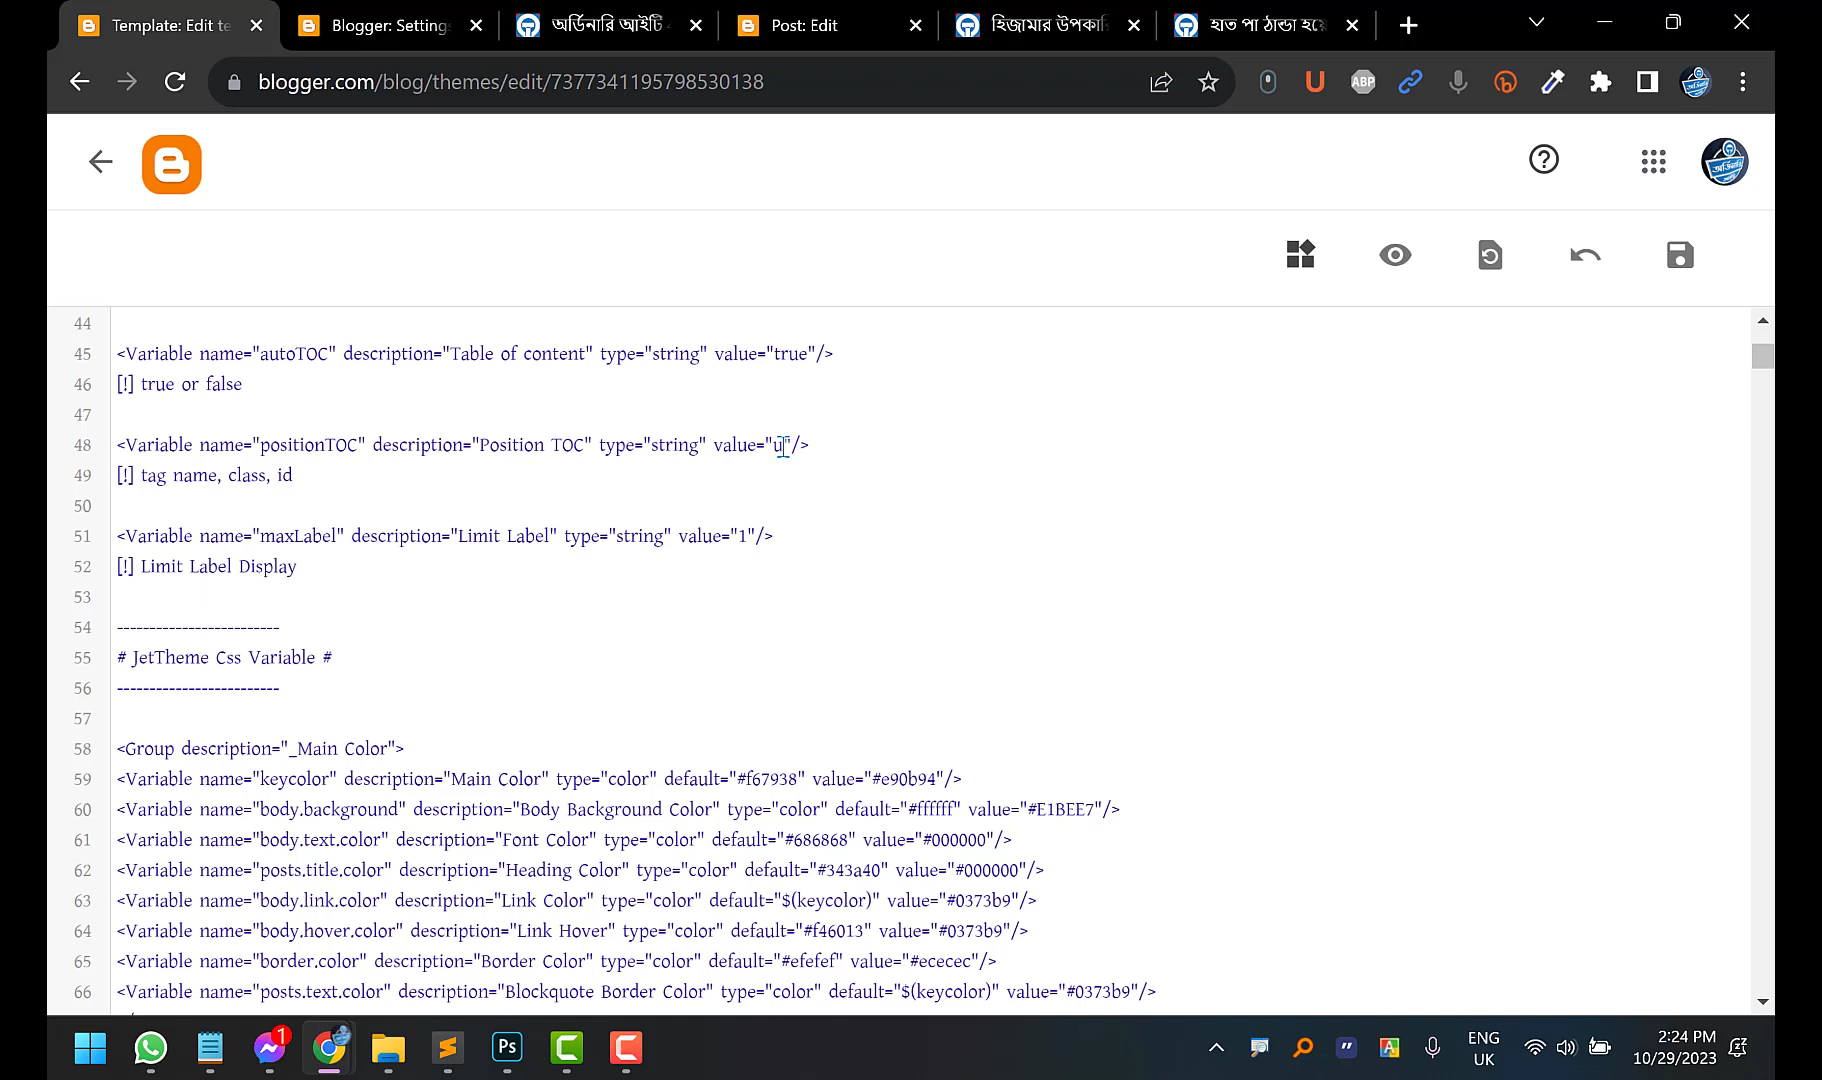 Template: Edit te
Blogger: Setting
অর্ডিনারি আইটি
Post: Edit
হিজামার উপকারি
হাত পা ঠান্ডা হয়ে
blogger.com/blog/themes/edit/7377341195798530138
ABP
44
45 <Variable name="autoTOC" description="Table of content" type="string" value="true"/>
46 [!] true or false
47
48 <Variable name="positionTOC" description="Position TOC" type="string" value="u"/>
49 [!] tag name, class, id
50
51 <Variable name="maxLabel" description="Limit Label" type="string" value="1"/>
52 [!] Limit Label Display
53
54 -------------------------
55 # JetTheme Css Variable #
56 -------------------------
57
58 <Group description="_Main Color">
59 <Variable name="keycolor" description="Main Color" type="color" default="#f67938" value="#e90b94"/>
60 <Variable name="body.background" description="Body Background Color" type="color" default="#ffffff" value="#E1BEE7"/>
61 <Variable name="body.text.color" description="Font Color" type="color" default="#686868" value="#000000"/>
62 <Variable name="posts.title.color" description="Heading Color" type="color" default="#343a40" value="#000000"/>
63 <Variable name="body.link.color" description="Link Color" type="color" default="$(keycolor)" value="#0373b9"/>
64 <Variable name="body.hover.color" description="Link Hover" type="color" default="#f46013" value="#0373b9"/>
65 <Variable name="border.color" description="Border Color" type="color" default="#efefef" value="#ececec"/>
66 <Variable name="posts.text.color" description="Blockquote Border Color" type="color" default="$(keycolor)" value="#0373b9"/>
1
Ps
ENG
UK
2:24 PM
10/29/2023